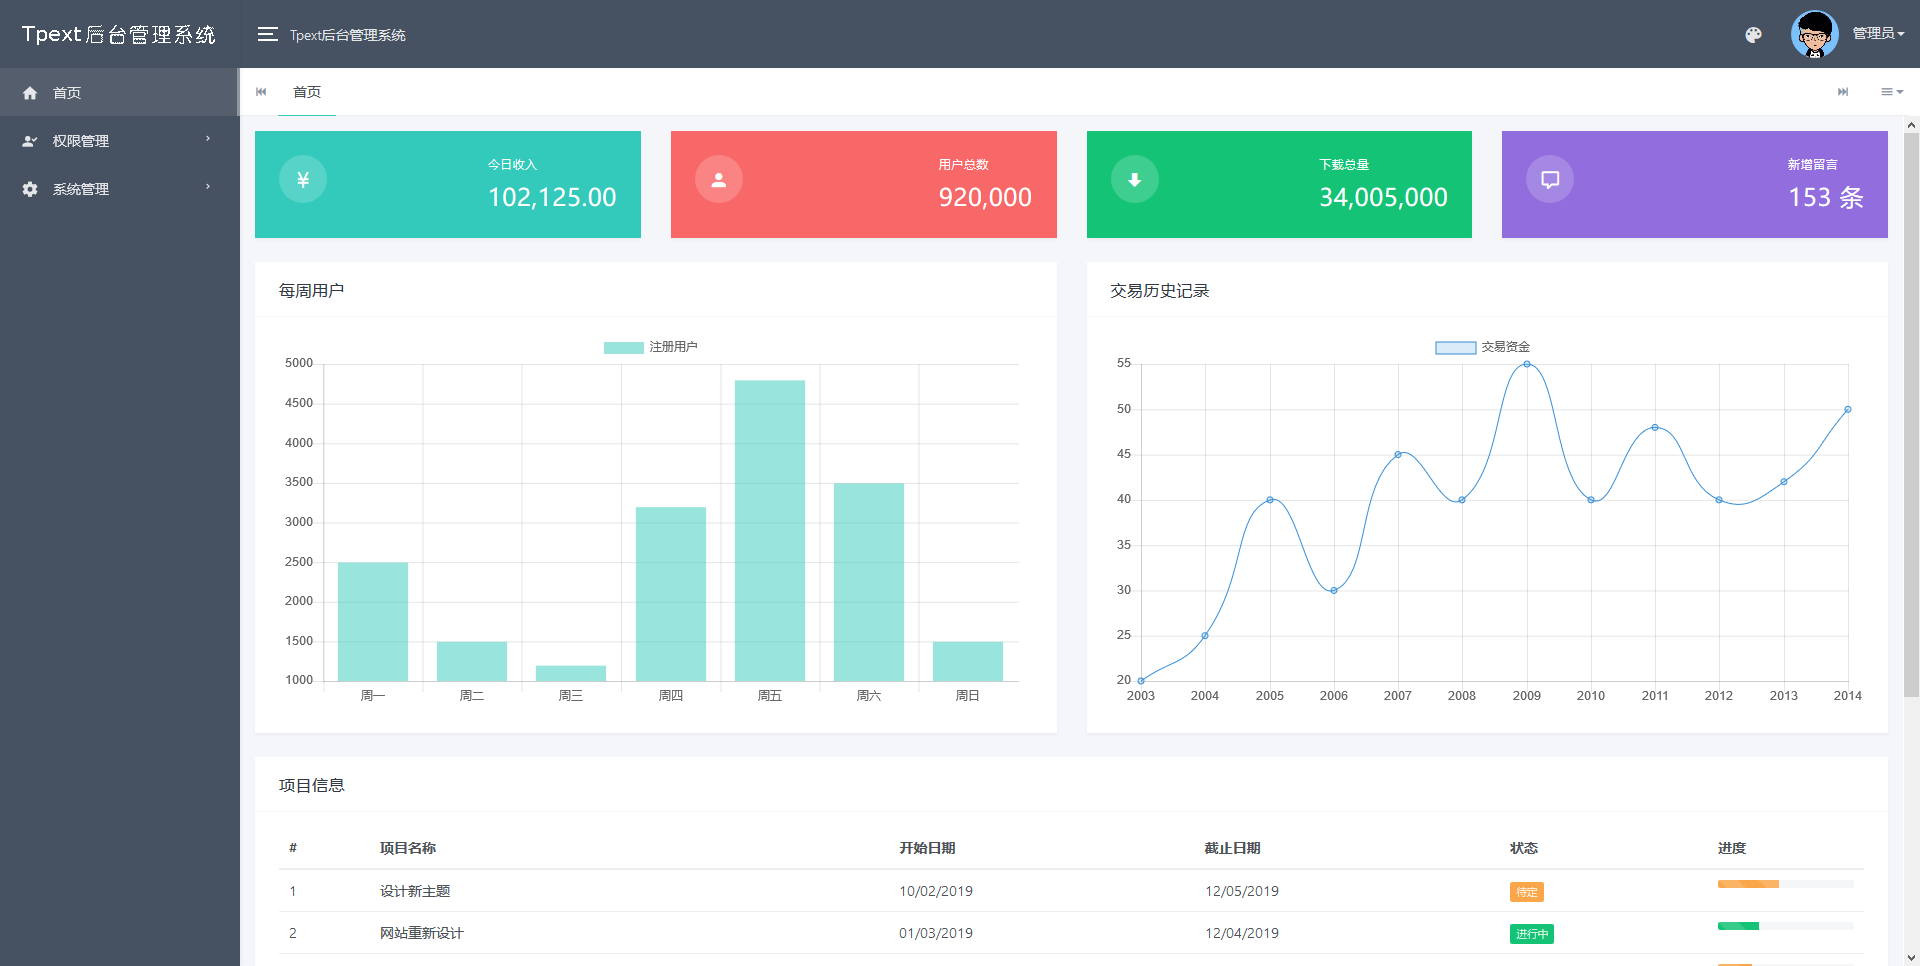 Tpext后台管理系统
Tpext后台管理系统
管理员
首页
权限管理
系统管理
首页
¥
今日收入
102,125.00
用户总数
920,000
下载总量
34,005,000
新增留言
153 条
每周用户
注册用户
5000
4500
4000
3500
3000
2500
2000
1500
1000
周一 周二 周三 周四 周五 周六 周日
交易历史记录
交易资金
55
50
45
40
35
30
25
20
2003 2004 2005 2006 2007 2008 2009 2010 2011 2012 2013 2014
项目信息
# 项目名称 开始日期 截止日期 状态 进度
1 设计新主题 10/02/2019 12/05/2019 待定
2 网站重新设计 01/03/2019 12/04/2019 进行中